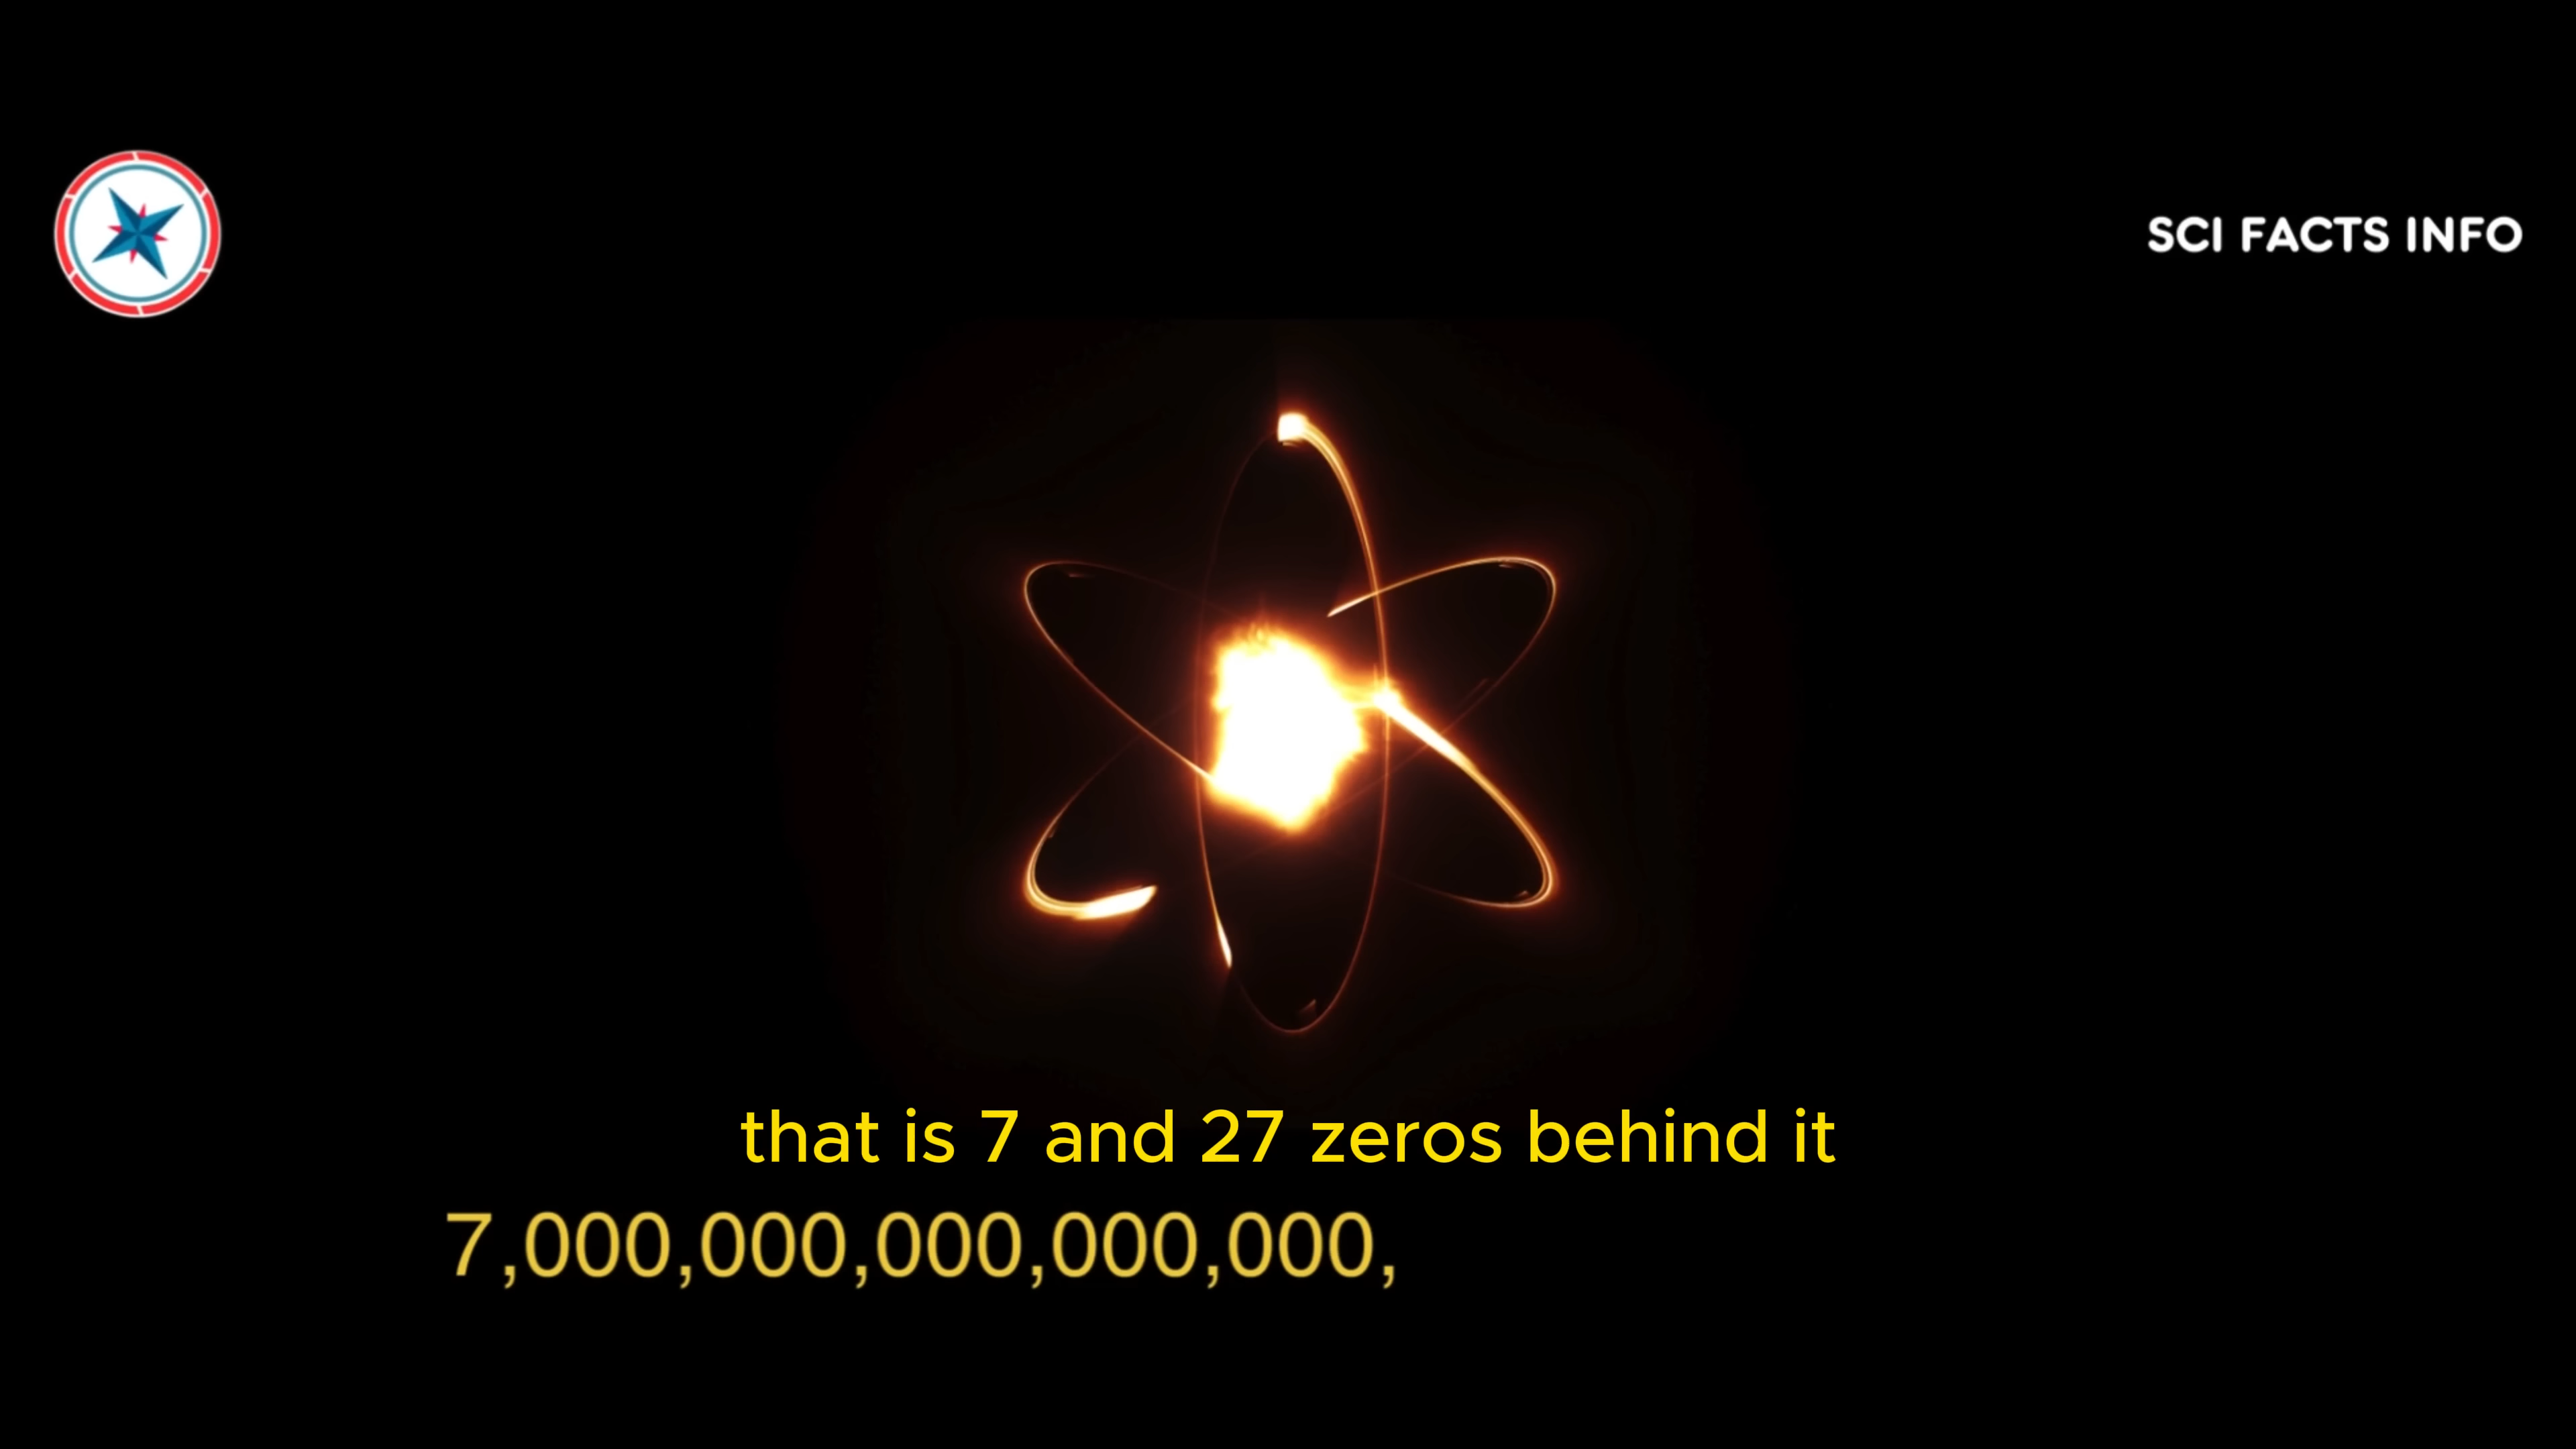 SCI FACTS INFO
that is 7 and 27 zeros behind it
7,000,000,000,000,000,